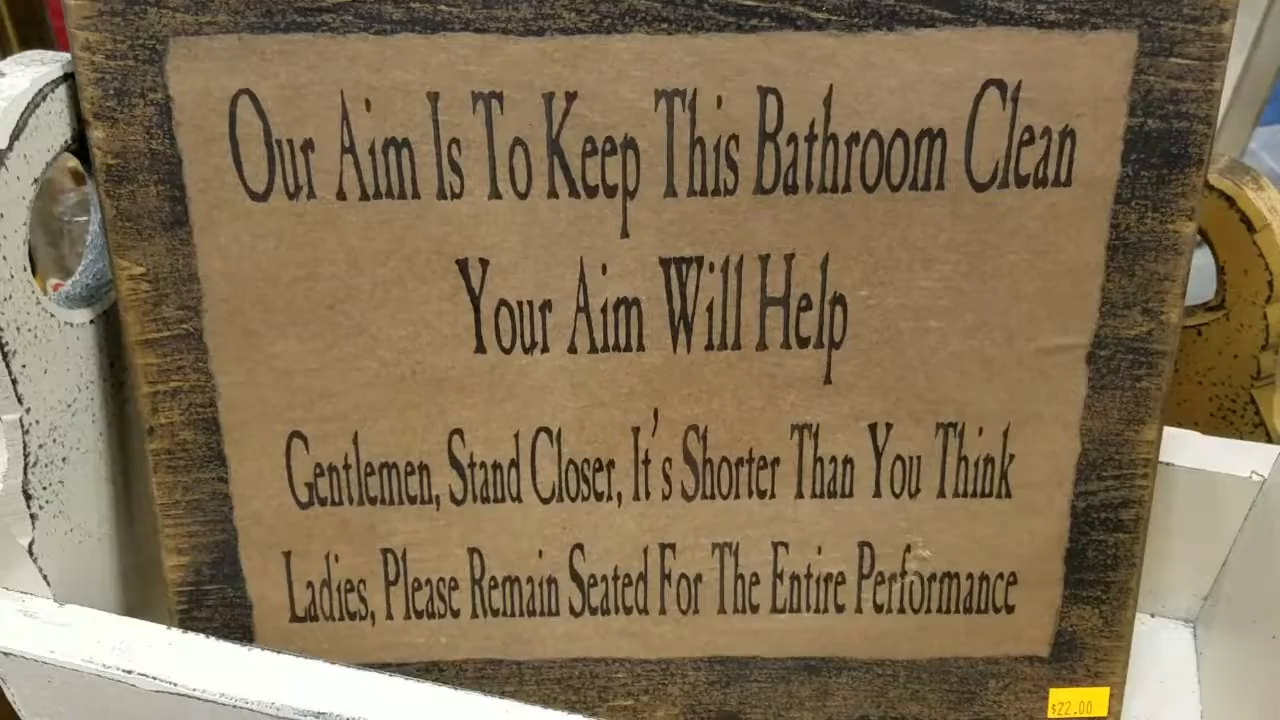 Our Aim Is To Keep This Bathroom Clean
Your Aim Will Help
Gentlemen, Stand Closer, It's Shorter Than You Think
Ladies, Please Remain Seated For The Entire Performance
$22.00